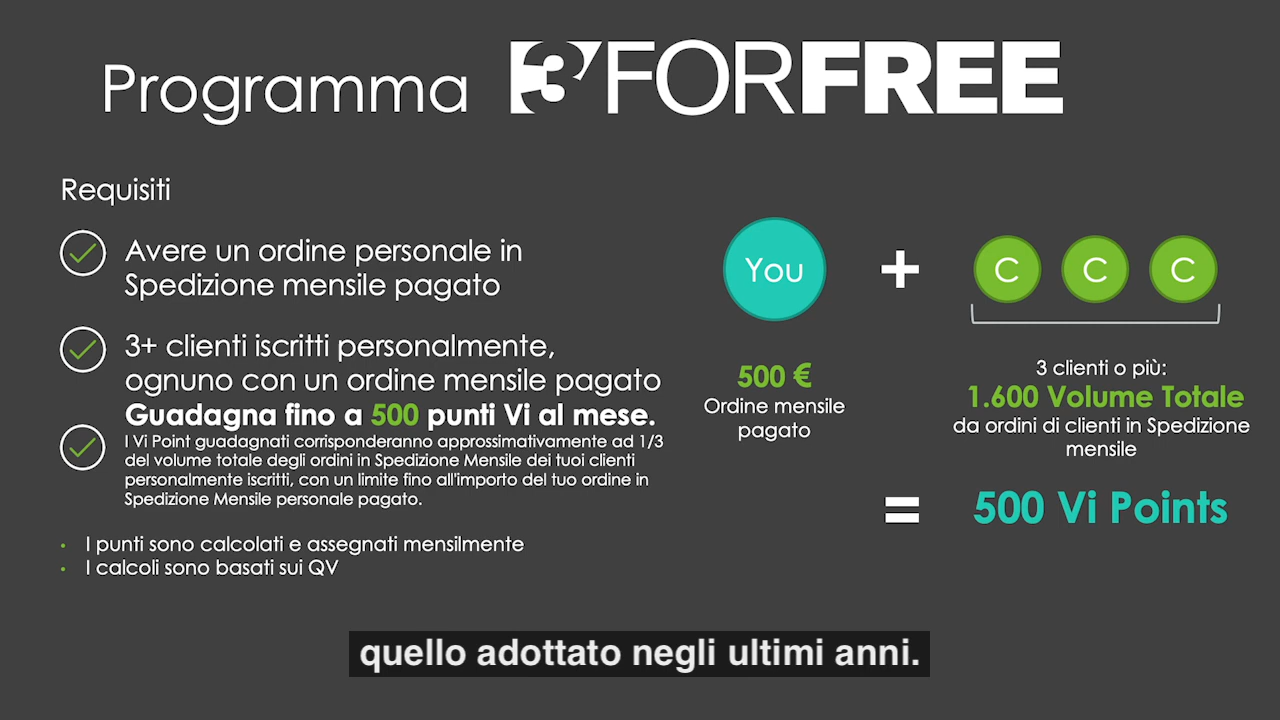 Programma 3 FORFREE
Requisiti
Avere un ordine personale in
Spedizione mensile pagato
3+ clienti iscritti personalmente,
ognuno con un ordine mensile pagato
Guadagna fino a 500 punti Vi al mese.
I Vi Point guadagnati corrisponderanno approssimativamente ad 1/3
del volume totale degli ordini in Spedizione Mensile dei tuoi clienti
personalmente iscritti, con un limite fino all'importo del tuo ordine in
Spedizione Mensile personale pagato.
• I punti sono calcolati e assegnati mensilmente
• I calcoli sono basati sui QV
You + C C C
500 €
Ordine mensile
pagato
3 clienti o più:
1.600 Volume Totale
da ordini di clienti in Spedizione
mensile
= 500 Vi Points
quello adottato negli ultimi anni.